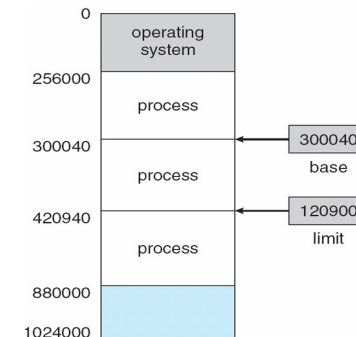 0
operating
system
256000
process
300040
300040
base
process
420940
120900
limit
process
880000
1024000